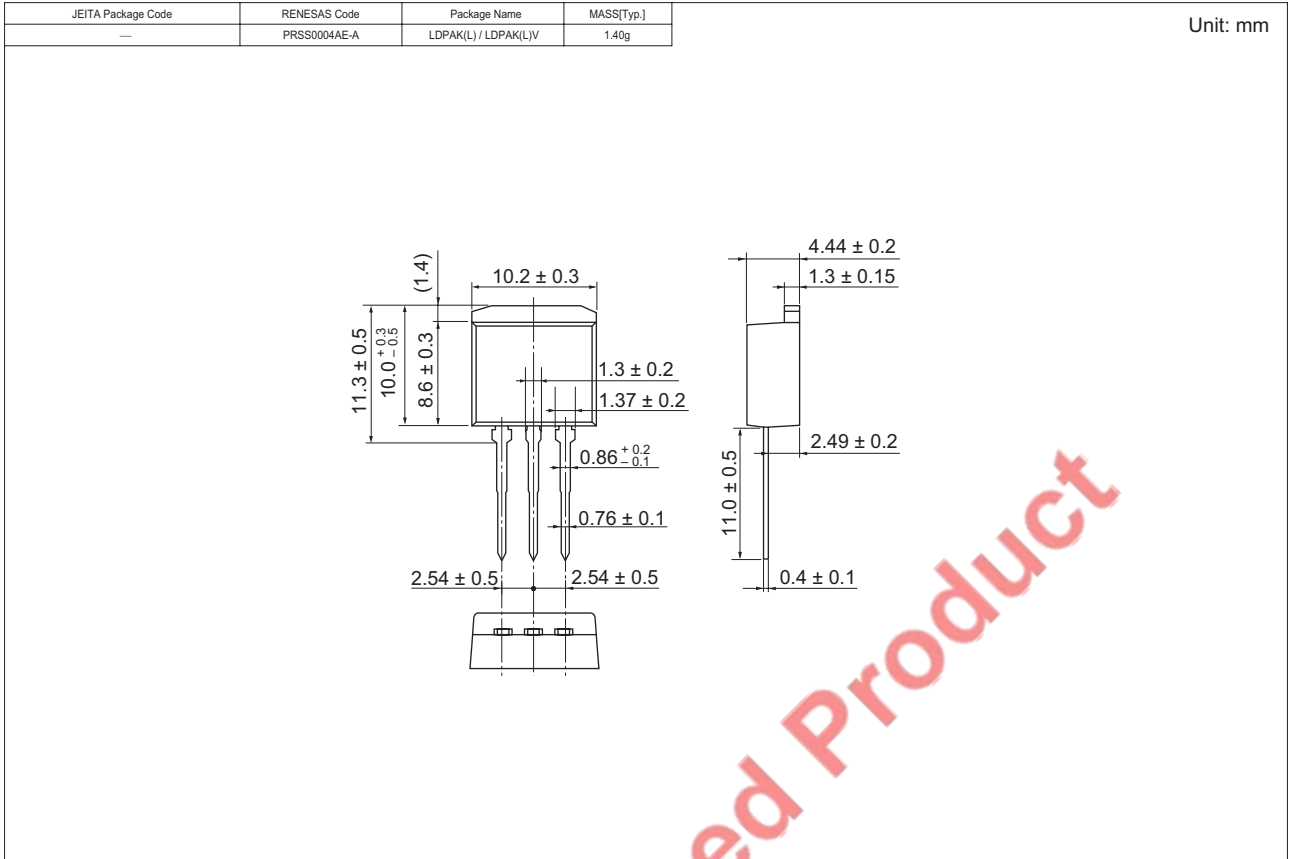 JEITA Package Code RENESAS Code Package Name MASS[Typ.]
— PRSS0004AE-A LDPAK(L) / LDPAK(L)V 1.40g
Unit: mm
4.44 ± 0.2
(1.4)
10.2 ± 0.3
1.3 ± 0.15
11.3 ± 0.5
10.0 + 0.3 – 0.5
8.6 ± 0.3
1.3 ± 0.2
1.37 ± 0.2
2.49 ± 0.2
0.86 + 0.2 – 0.1
11.0 ± 0.5
0.76 ± 0.1
2.54 ± 0.5 2.54 ± 0.5
0.4 ± 0.1
Product